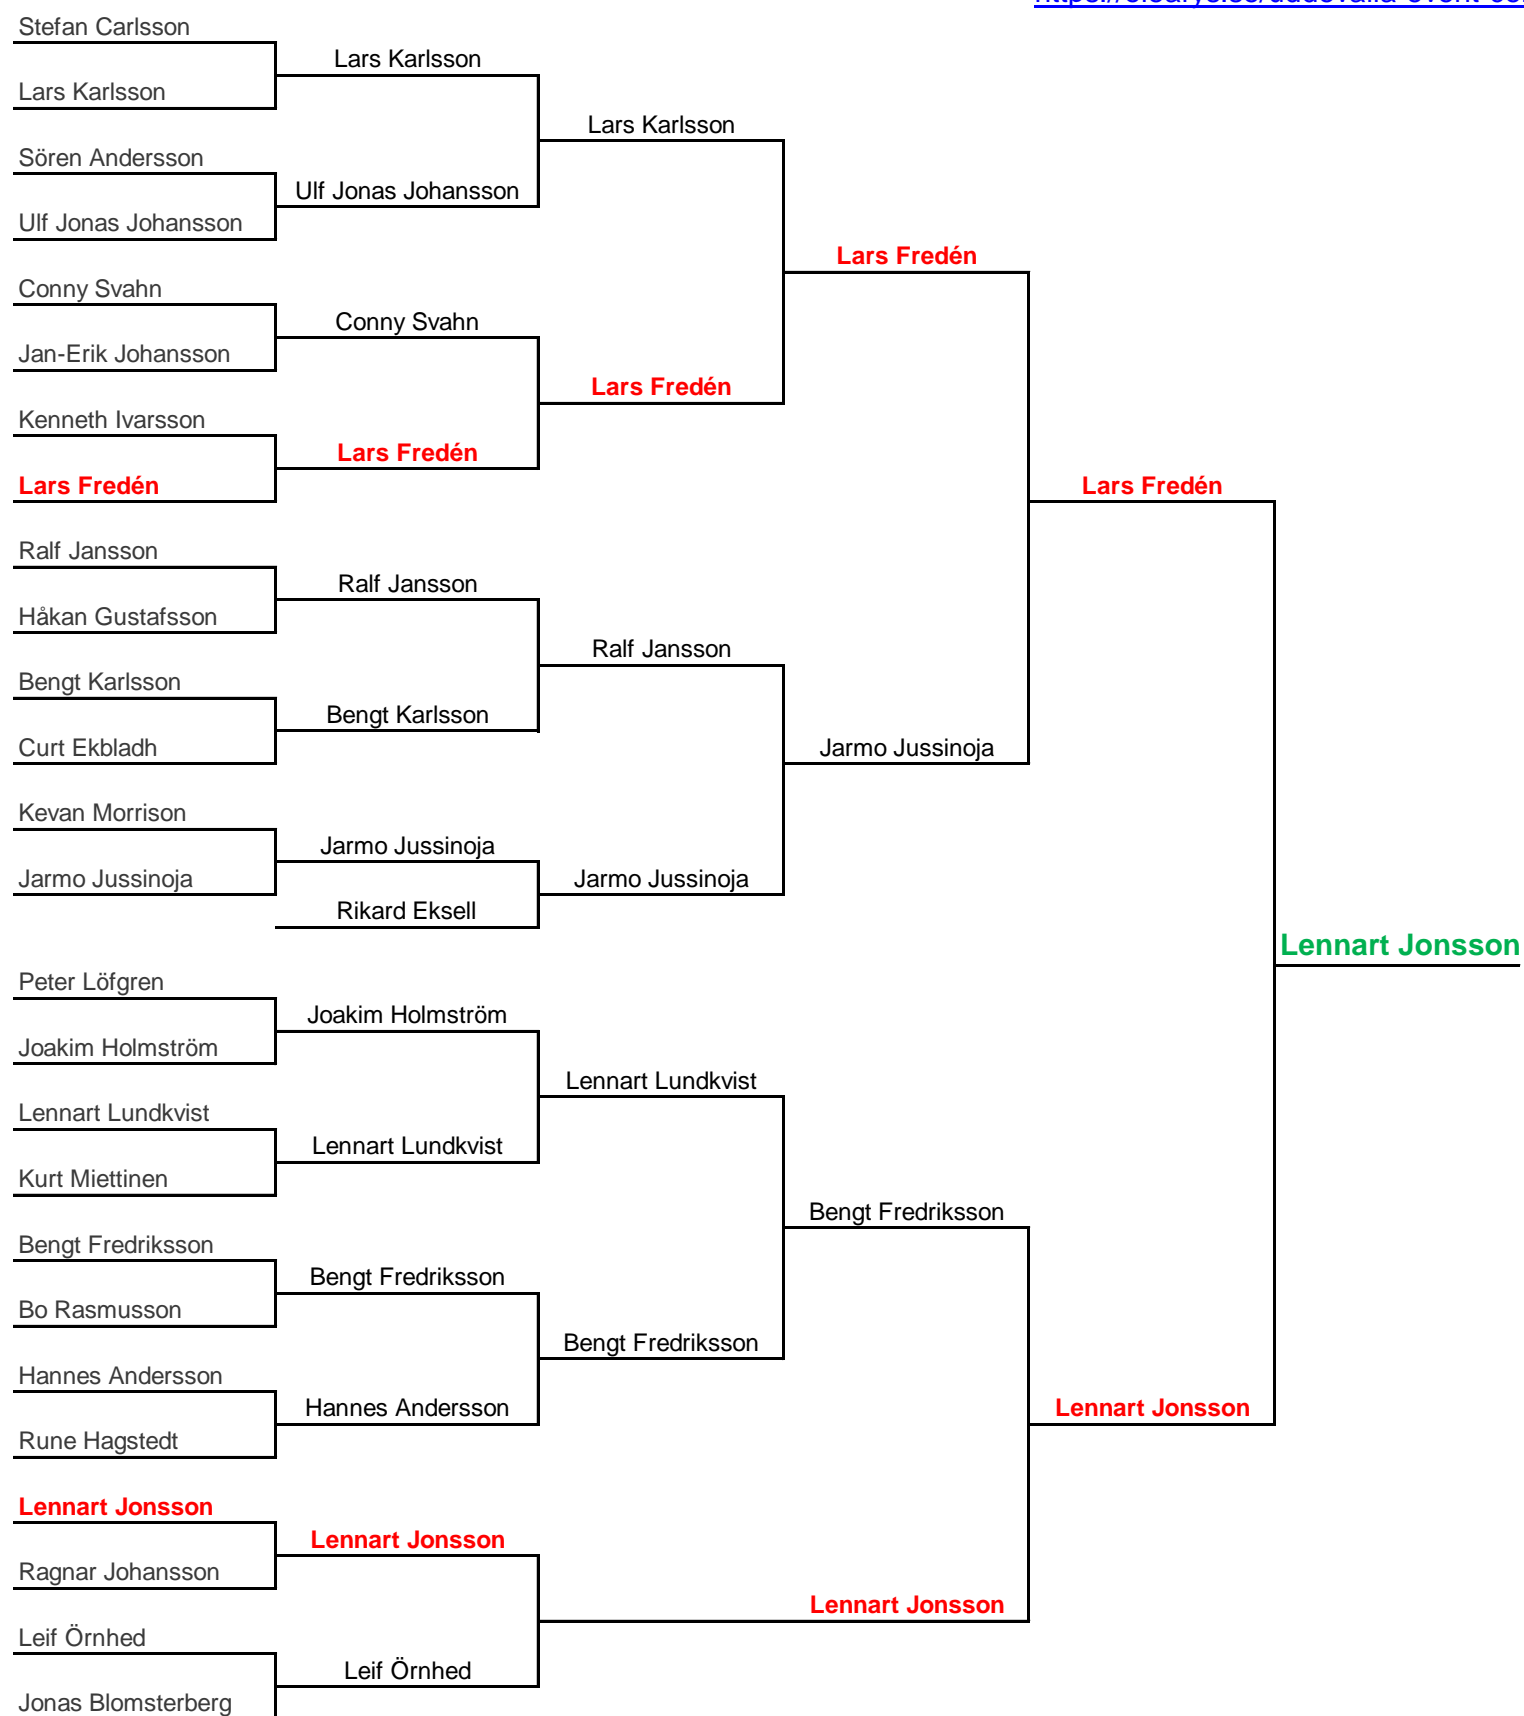 Stefan Carlsson
Lars Karlsson
Lars Karlsson
Lars Karlsson
Sören Andersson
Ulf Jonas Johansson
Ulf Jonas Johansson
Lars Fredén
Conny Svahn
Conny Svahn
Jan-Erik Johansson
Lars Fredén
Kenneth Ivarsson
Lars Fredén
Lars Fredén
Lars Fredén
Ralf Jansson
Ralf Jansson
Håkan Gustafsson
Ralf Jansson
Bengt Karlsson
Bengt Karlsson
Curt Ekbladh
Jarmo Jussinoja
Kevan Morrison
Jarmo Jussinoja
Jarmo Jussinoja
Jarmo Jussinoja
Rikard Eksell
Lennart Jonsson
Peter Löfgren
Joakim Holmström
Joakim Holmström
Lennart Lundkvist
Lennart Lundkvist
Lennart Lundkvist
Kurt Miettinen
Bengt Fredriksson
Bengt Fredriksson
Bengt Fredriksson
Bo Rasmusson
Bengt Fredriksson
Hannes Andersson
Hannes Andersson
Lennart Jonsson
Rune Hagstedt
Lennart Jonsson
Lennart Jonsson
Ragnar Johansson
Lennart Jonsson
Leif Örnhed
Leif Örnhed
Jonas Blomsterberg